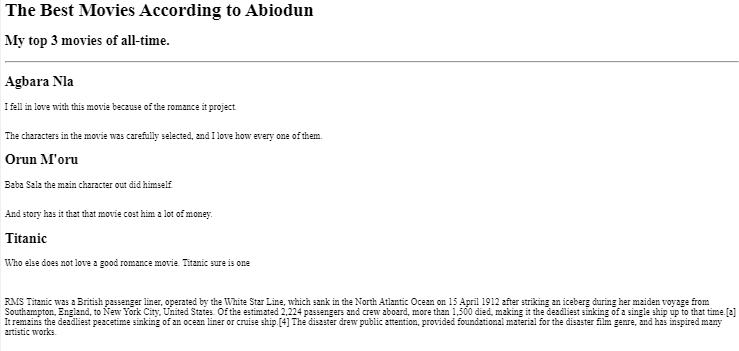 The Best Movies According to Abiodun
My top 3 movies of all-time.
Agbara Nla
I fell in love with this movie because of the romance it project.
The characters in the movie was carefully selected, and I love how every one of them.
Orun M'oru
Baba Sala the main character out did himself.
And story has it that that movie cost him a lot of money.
Titanic
Who else does not love a good romance movie. Titanic sure is one
RMS Titanic was a British passenger liner, operated by the White Star Line, which sank in the North Atlantic Ocean on 15 April 1912 after striking an iceberg during her maiden voyage from
Southampton, England, to New York City, United States. Of the estimated 2,224 passengers and crew aboard, more than 1,500 died, making it the deadliest sinking of a single ship up to that time.[a]
It remains the deadliest peacetime sinking of an ocean liner or cruise ship.[4] The disaster drew public attention, provided foundational material for the disaster film genre, and has inspired many
artistic works.